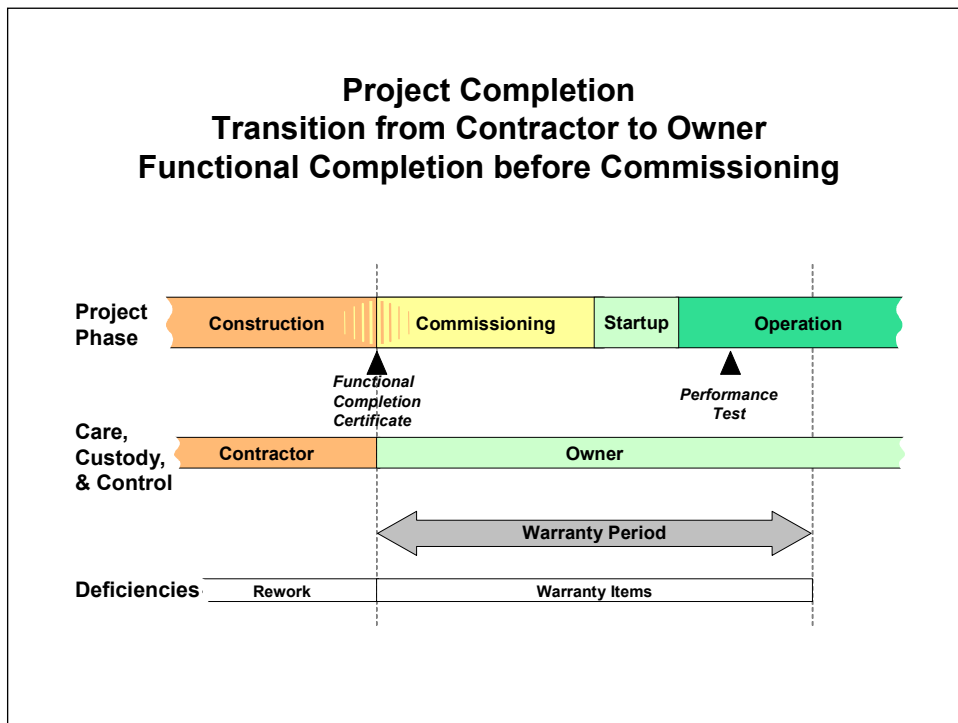 Project Completion
Transition from Contractor to Owner
Functional Completion before Commissioning
Project
Phase
Construction
Commissioning
Startup
Operation
Functional
Completion
Certificate
Performance
Test
Care,
Custody,
& Control
Contractor
Owner
Warranty Period
Deficiencies
Rework
Warranty Items